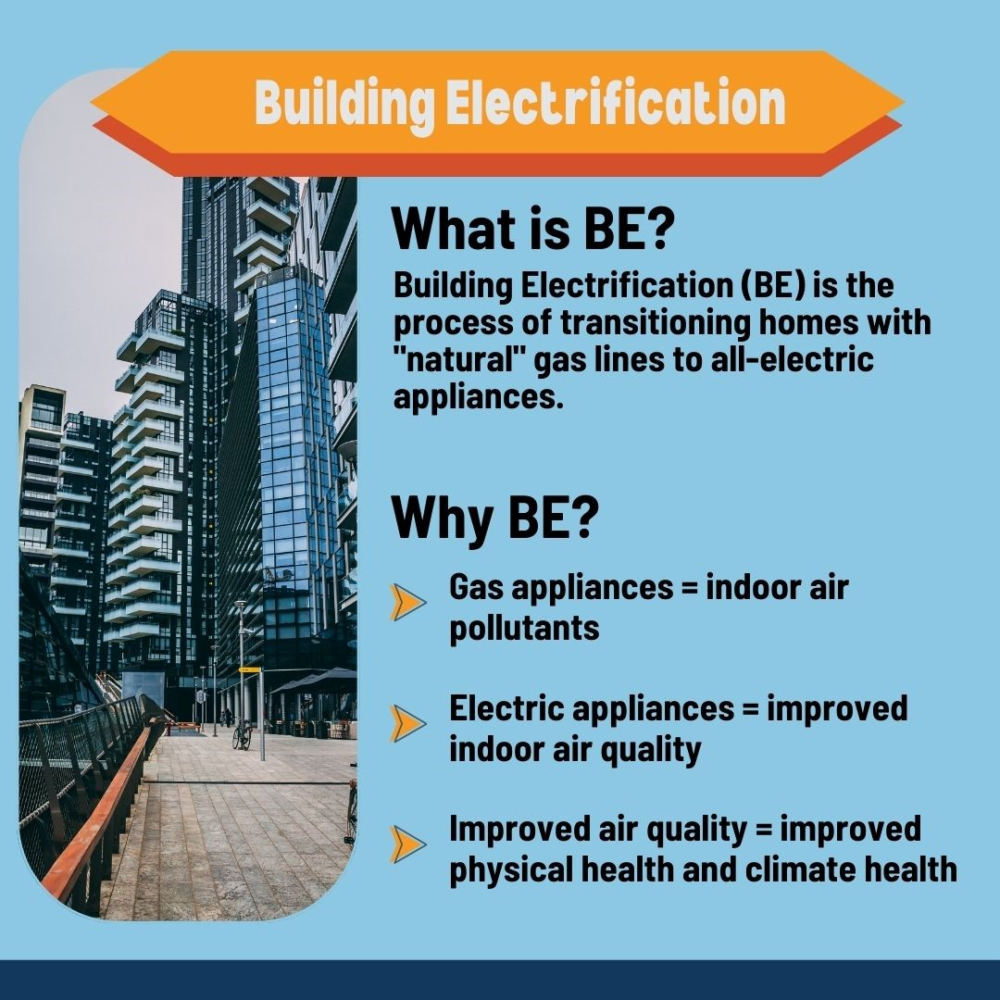 Building Electrification
What is BE?
Building Electrification (BE) is the
process of transitioning homes with
"natural" gas lines to all-electric
appliances.
Why BE?
Gas appliances = indoor air
pollutants
Electric appliances = improved
indoor air quality
Improved air quality = improved
physical health and climate health